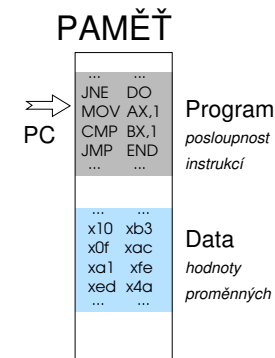 PAMĚŤ
... ...
JNE DO
MOV AX,1
CMP BX,1
JMP END
... ...
PC
Program
posloupnost
instrukcí
... ...
x10 xb3
x0f xac
xa1 xfe
xed x4a
... ...
Data
hodnoty
proměnných